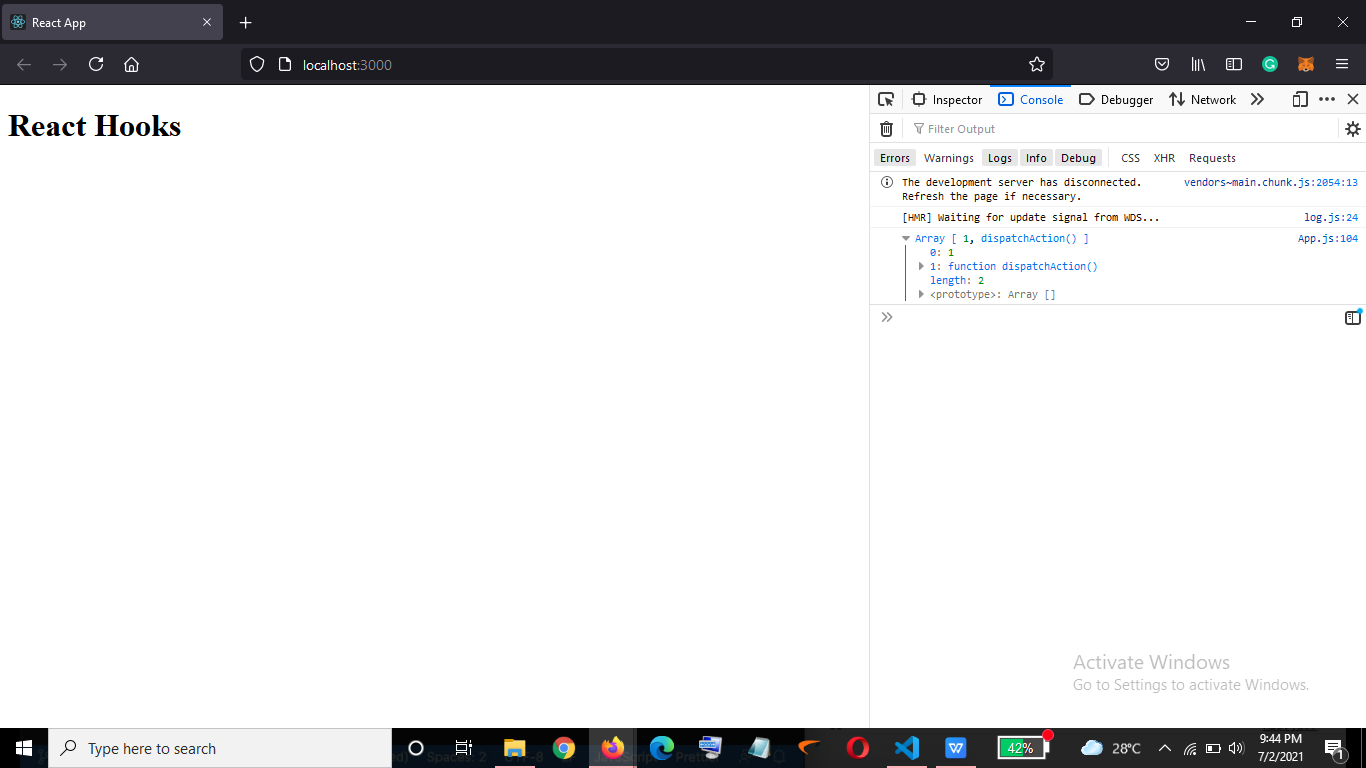 React App
localhost:3000
React Hooks
Inspector
Console
Debugger
Network
Filter Output
Errors
Warnings
Logs
Info
Debug
CSS
XHR
Requests
The development server has disconnected. vendors~main.chunk.js:2054:13
Refresh the page if necessary.
[HMR] Waiting for update signal from WDS... log.js:24
Array [ 1, dispatchAction() ] App.js:104
0: 1
1: function dispatchAction()
length: 2
<prototype>: Array []
Activate Windows
Go to Settings to activate Windows.
Type here to search
42%
28°C
9:44 PM
7/2/2021
1